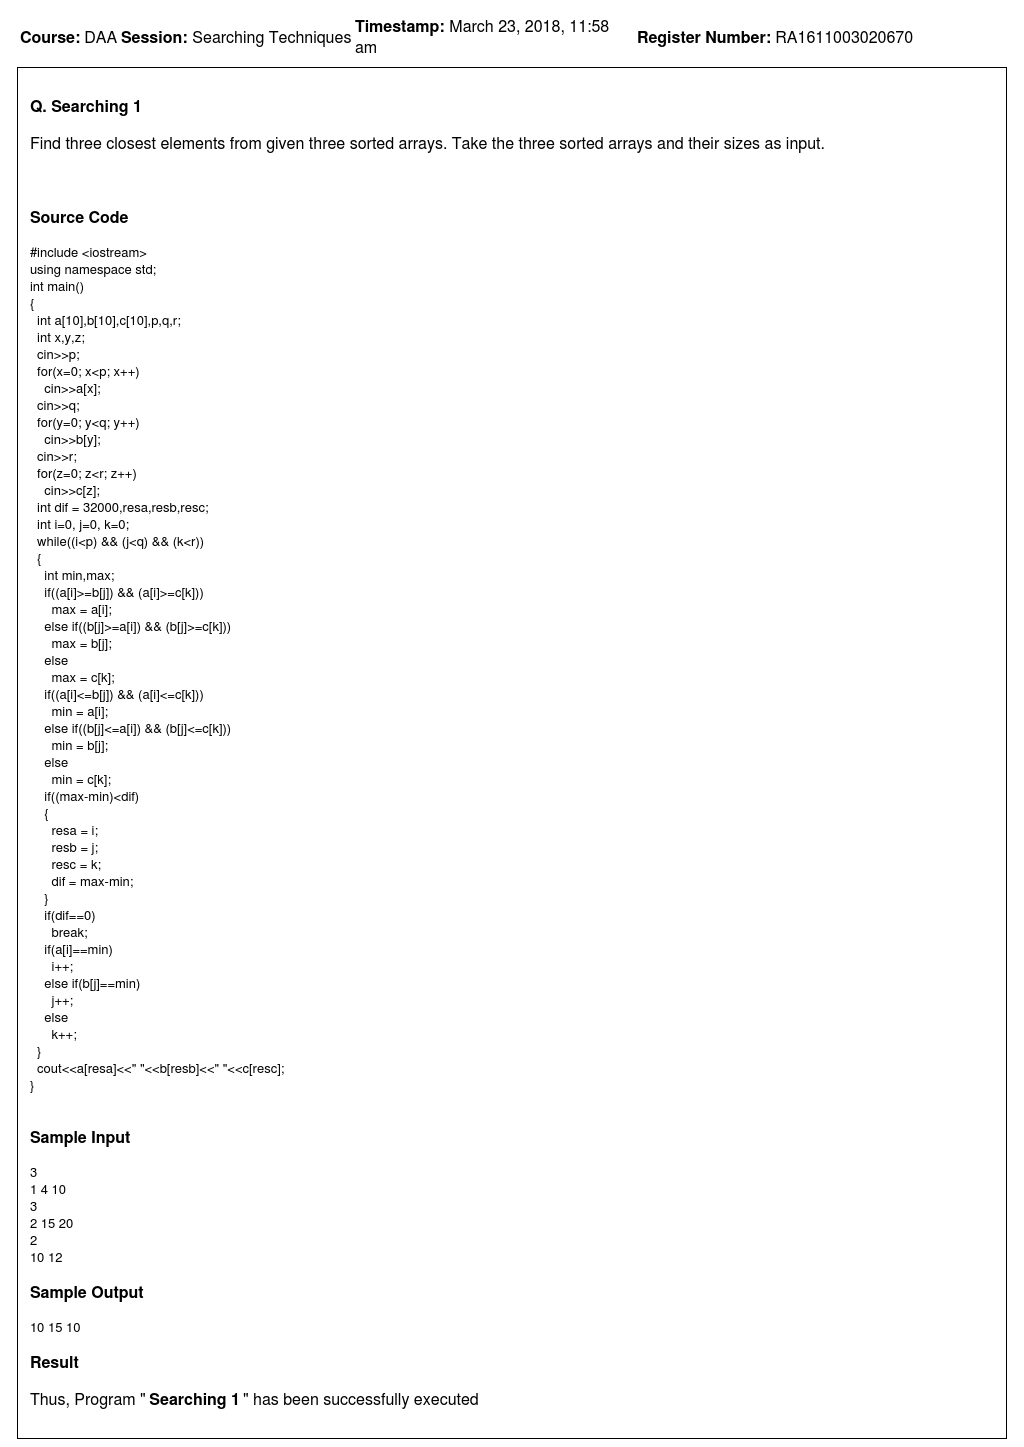 Course: DAA Session: Searching Techniques Timestamp: March 23, 2018, 11:58 am Register Number: RA1611003020670
Q. Searching 1
Find three closest elements from given three sorted arrays. Take the three sorted arrays and their sizes as input.
Source Code
#include <iostream>
using namespace std;
int main()
{
  int a[10],b[10],c[10],p,q,r;
  int x,y,z;
  cin>>p;
  for(x=0; x<p; x++)
    cin>>a[x];
  cin>>q;
  for(y=0; y<q; y++)
    cin>>b[y];
  cin>>r;
  for(z=0; z<r; z++)
    cin>>c[z];
  int dif = 32000,resa,resb,resc;
  int i=0, j=0, k=0;
  while((i<p) && (j<q) && (k<r))
  {
    int min,max;
    if((a[i]>=b[j]) && (a[i]>=c[k]))
      max = a[i];
    else if((b[j]>=a[i]) && (b[j]>=c[k]))
      max = b[j];
    else
      max = c[k];
    if((a[i]<=b[j]) && (a[i]<=c[k]))
      min = a[i];
    else if((b[j]<=a[i]) && (b[j]<=c[k]))
      min = b[j];
    else
      min = c[k];
    if((max-min)<dif)
    {
      resa = i;
      resb = j;
      resc = k;
      dif = max-min;
    }
    if(dif==0)
      break;
    if(a[i]==min)
      i++;
    else if(b[j]==min)
      j++;
    else
      k++;
  }
  cout<<a[resa]<<" "<<b[resb]<<" "<<c[resc];
}
Sample Input
3
1 4 10
3
2 15 20
2
10 12
Sample Output
10 15 10
Result
Thus, Program " Searching 1 " has been successfully executed